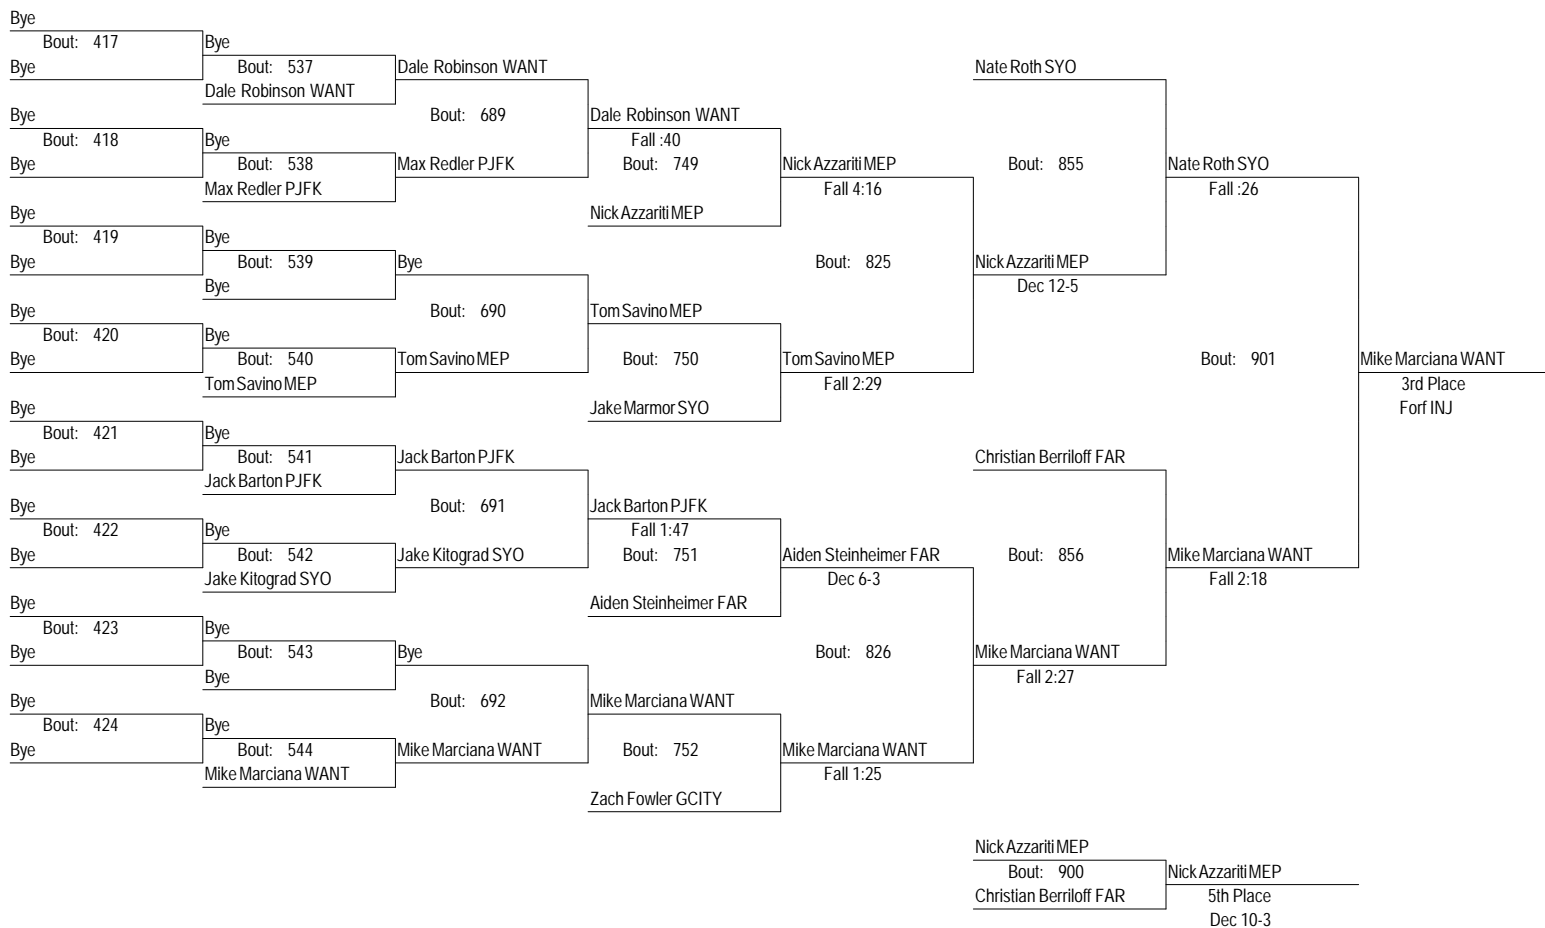 Bye
Bout: 417
Bye
Bye
Bout: 537
Dale Robinson WANT
Dale Robinson WANT
Bye
Bout: 418
Bye
Bye
Bout: 538
Max Redler PJFK
Bout: 689
Max Redler PJFK
Dale Robinson WANT
Fall :40
Bout: 749
Nick Azzariti MEP
Nick Azzariti MEP
Fall 4:16
Bye
Bout: 419
Bye
Bye
Bout: 539
Bye
Bye
Bye
Bout: 420
Bye
Bye
Bout: 540
Tom Savino MEP
Bout: 690
Tom Savino MEP
Tom Savino MEP
Bout: 750
Jake Marmor SYO
Tom Savino MEP
Fall 2:29
Bout: 825
Nate Roth SYO
Bout: 855
Nick Azzariti MEP
Dec 12-5
Nate Roth SYO
Fall :26
Bye
Bout: 421
Bye
Bye
Bout: 541
Jack Barton PJFK
Jack Barton PJFK
Bye
Bout: 422
Bye
Bye
Bout: 542
Jake Kitograd SYO
Bout: 691
Jake Kitograd SYO
Jack Barton PJFK
Fall 1:47
Bout: 751
Aiden Steinheimer FAR
Aiden Steinheimer FAR
Dec 6-3
Bye
Bout: 423
Bye
Bye
Bout: 543
Bye
Bye
Bye
Bout: 424
Bye
Bye
Bout: 544
Mike Marciana WANT
Bout: 692
Mike Marciana WANT
Mike Marciana WANT
Bout: 752
Zach Fowler GCITY
Mike Marciana WANT
Fall 1:25
Bout: 826
Christian Berriloff FAR
Bout: 856
Mike Marciana WANT
Fall 2:27
Mike Marciana WANT
Fall 2:18
Bout: 901
Mike Marciana WANT
3rd Place
Forf INJ
Nick Azzariti MEP
Bout: 900
Christian Berriloff FAR
Nick Azzariti MEP
5th Place
Dec 10-3